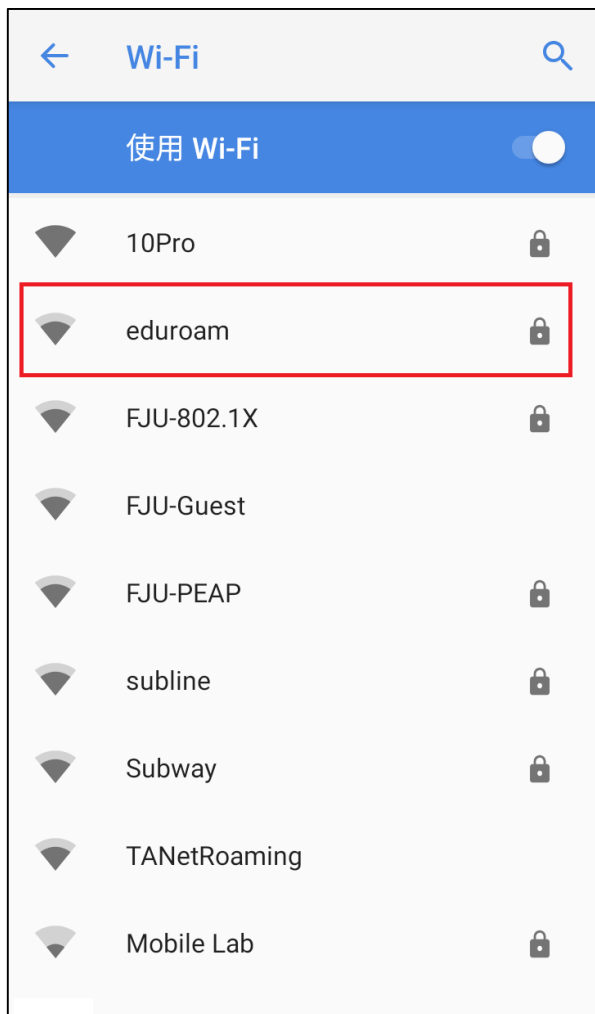 Wi-Fi
使用 Wi-Fi
10Pro
eduroam
FJU-802.1X
FJU-Guest
FJU-PEAP
subline
Subway
TANetRoaming
Mobile Lab